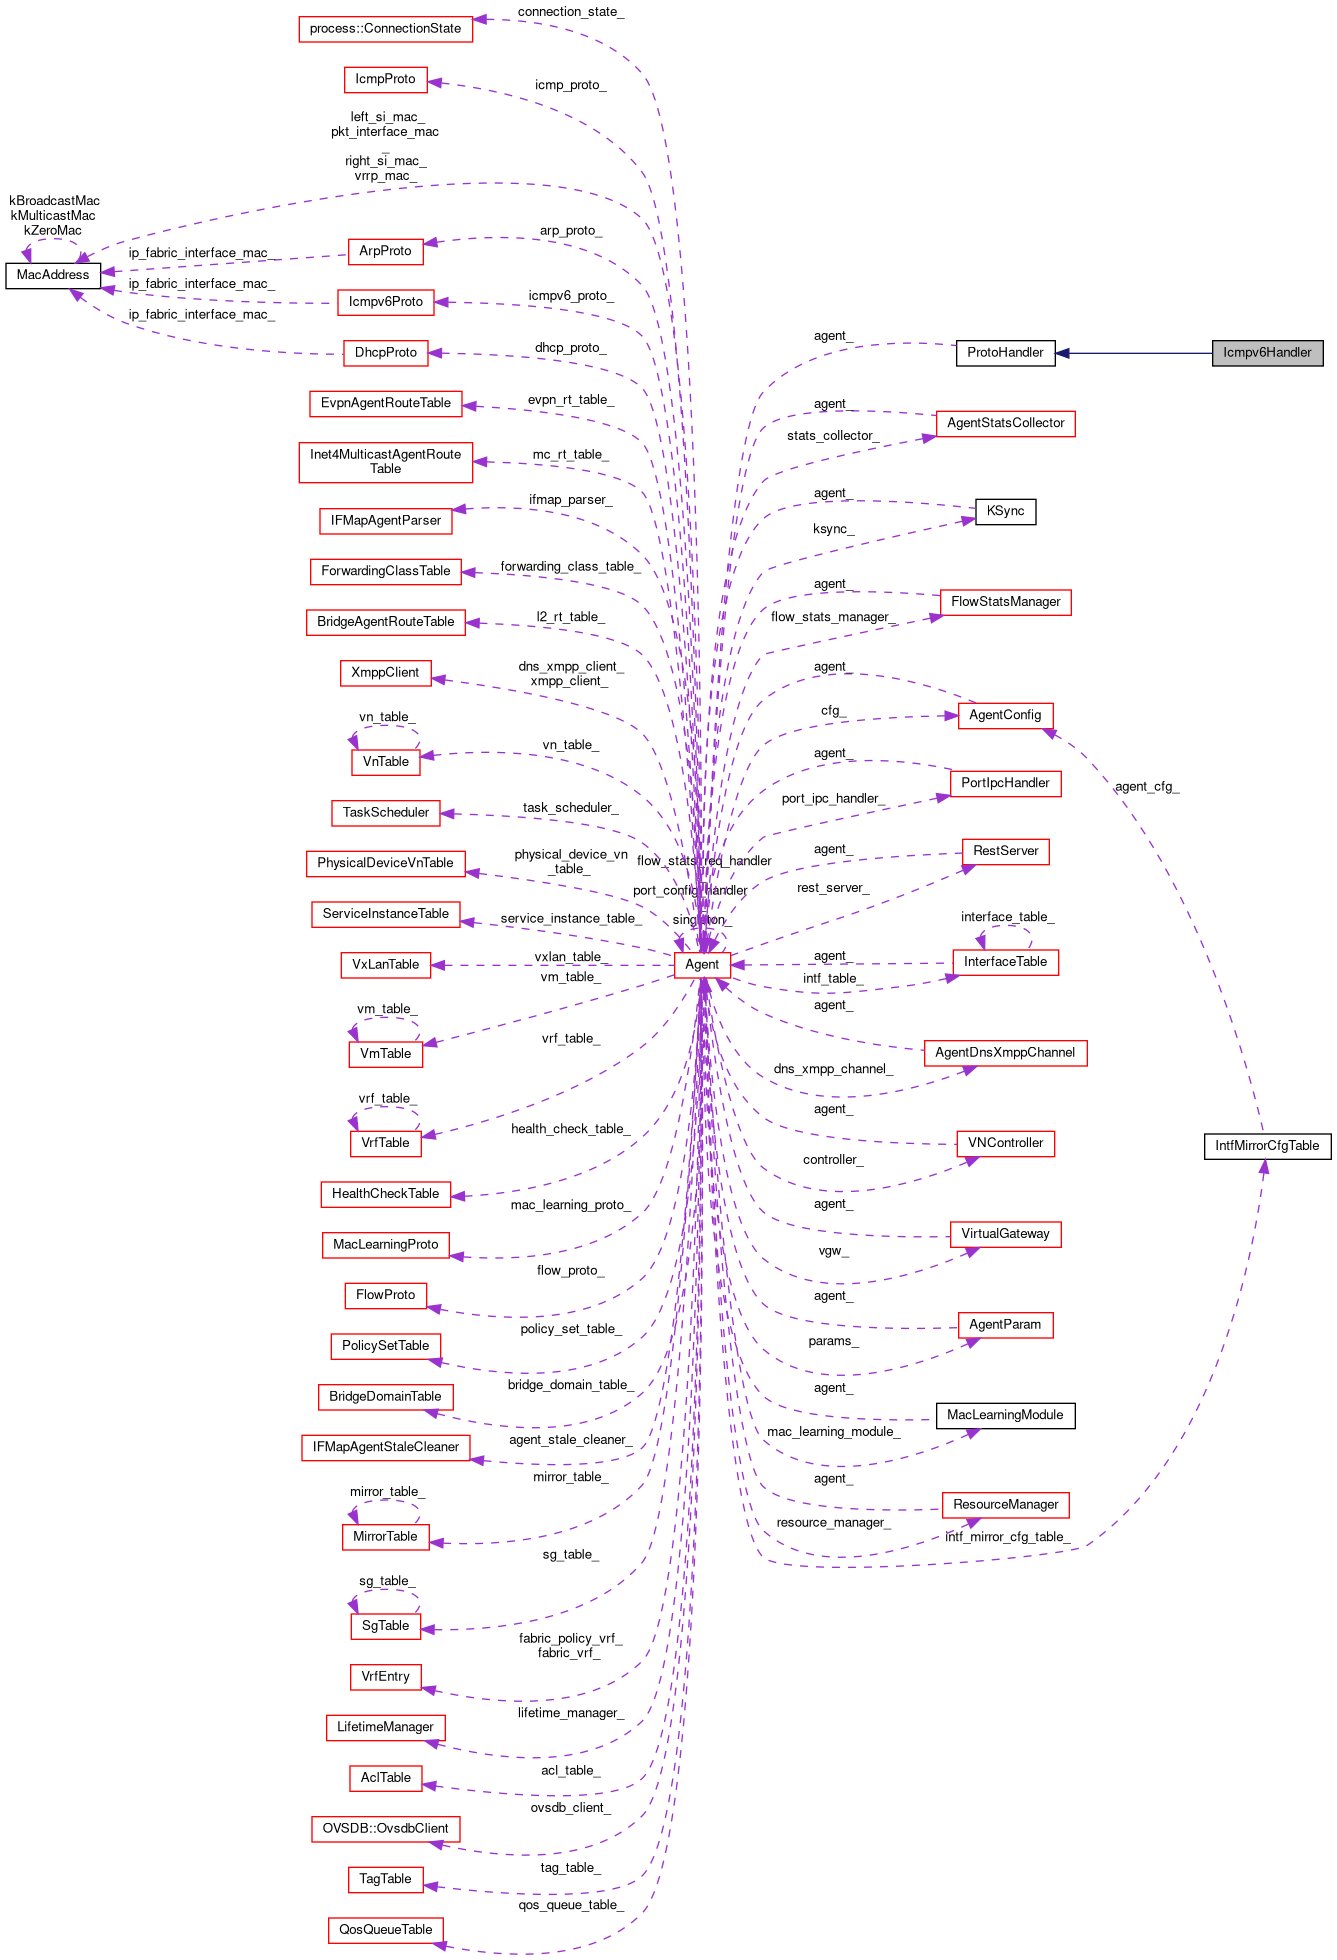 connection_state_
process::ConnectionState
IcmpProto
icmp_proto_
left_si_mac_
pkt_interface_mac
_
right_si_mac_
vrrp_mac_
kBroadcastMac
kMulticastMac
kZeroMac
MacAddress
ip_fabric_interface_mac_
ArpProto
arp_proto_
ip_fabric_interface_mac_
Icmpv6Proto
icmpv6_proto_
ip_fabric_interface_mac_
DhcpProto
dhcp_proto_
EvpnAgentRouteTable
evpn_rt_table_
Inet4MulticastAgentRoute
Table
mc_rt_table_
IFMapAgentParser
ifmap_parser_
ForwardingClassTable
forwarding_class_table_
BridgeAgentRouteTable
l2_rt_table_
XmppClient
dns_xmpp_client_
xmpp_client_
vn_table_
VnTable
vn_table_
TaskScheduler
task_scheduler_
PhysicalDeviceVnTable
physical_device_vn
_table_
ServiceInstanceTable
service_instance_table_
VxLanTable
vxlan_table_
vm_table_
vm_table_
VmTable
vrf_table_
vrf_table_
VrfTable
health_check_table_
HealthCheckTable
mac_learning_proto_
MacLearningProto
flow_proto_
FlowProto
policy_set_table_
PolicySetTable
bridge_domain_table_
BridgeDomainTable
agent_stale_cleaner_
IFMapAgentStaleCleaner
mirror_table_
mirror_table_
MirrorTable
sg_table_
sg_table_
SgTable
fabric_policy_vrf_
fabric_vrf_
VrfEntry
lifetime_manager_
LifetimeManager
acl_table_
AclTable
ovsdb_client_
OVSDB::OvsdbClient
tag_table_
TagTable
qos_queue_table_
QosQueueTable
flow_stats_req_handler
port_config_handler
singleton_
Agent
agent_
ProtoHandler
Icmpv6Handler
agent_
AgentStatsCollector
stats_collector_
agent_
KSync
ksync_
agent_
FlowStatsManager
flow_stats_manager_
agent_
AgentConfig
cfg_
agent_
PortIpcHandler
port_ipc_handler_
agent_cfg_
agent_
RestServer
rest_server_
interface_table_
agent_
InterfaceTable
intf_table_
agent_
AgentDnsXmppChannel
dns_xmpp_channel_
agent_
VNController
controller_
IntfMirrorCfgTable
agent_
VirtualGateway
vgw_
agent_
AgentParam
params_
agent_
MacLearningModule
mac_learning_module_
agent_
ResourceManager
resource_manager_
intf_mirror_cfg_table_